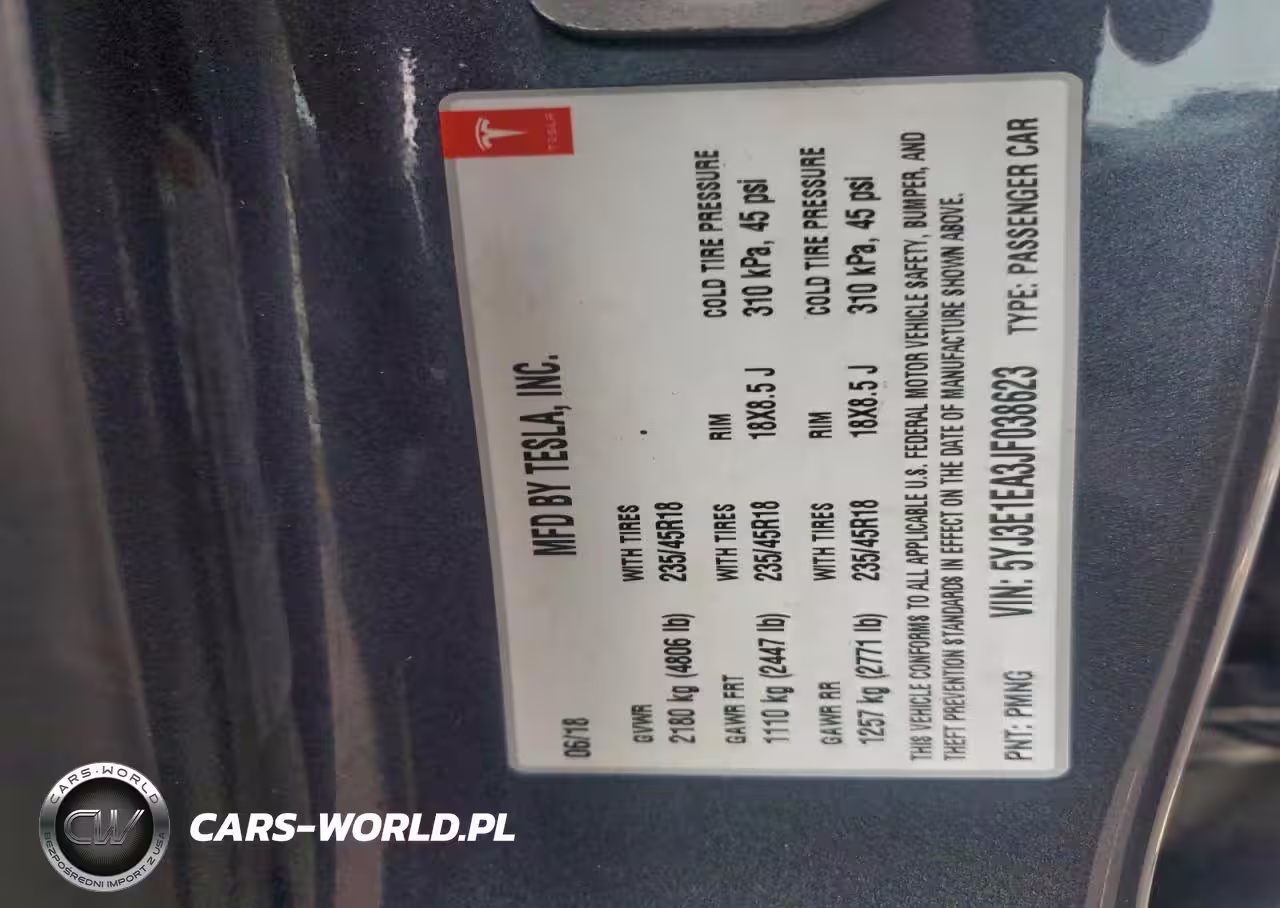 TESLA
MFD BY TESLA, INC.
06/18
GVWR WITH TIRES
2180 kg (4806 lb) 235/45R18
GAWR FRT WITH TIRES RIM COLD TIRE PRESSURE
1110 kg (2447 lb) 235/45R18 18X8.5 J 310 kPa, 45 psi
GAWR RR WITH TIRES RIM COLD TIRE PRESSURE
1257 kg (2771 lb) 235/45R18 18X8.5 J 310 kPa, 45 psi
THIS VEHICLE CONFORMS TO ALL APPLICABLE U.S. FEDERAL MOTOR VEHICLE SAFETY, BUMPER, AND
THEFT PREVENTION STANDARDS IN EFFECT ON THE DATE OF MANUFACTURE SHOWN ABOVE.
PNT: PMNG VIN: 5YJ3E1EA3JF038623 TYPE: PASSENGER CAR
CARS-WORLD
CW
BEZPOŚREDNI IMPORT Z USA
CARS-WORLD.PL